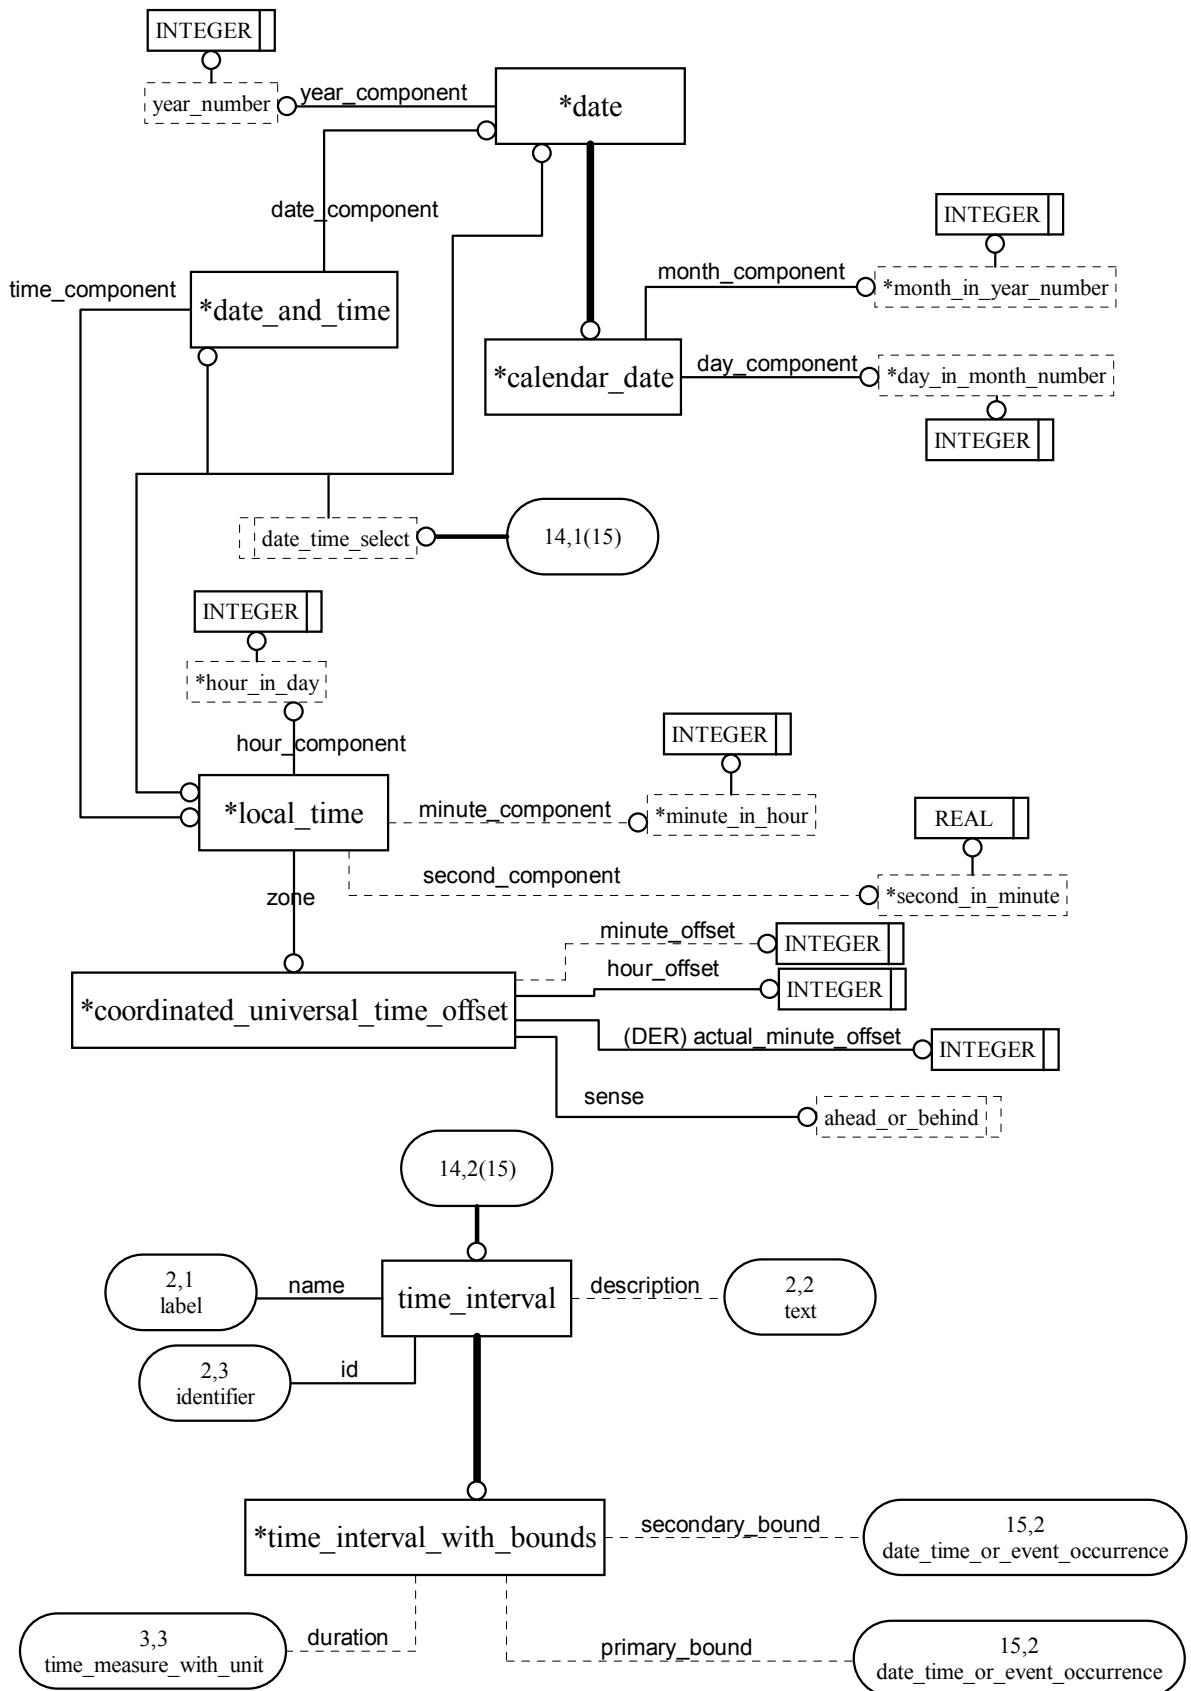 INTEGER
year_number
year_component
*date
date_component
INTEGER
month_component
*month_in_year_number
time_component
*date_and_time
*calendar_date
day_component
*day_in_month_number
INTEGER
date_time_select
14,1(15)
INTEGER
*hour_in_day
hour_component
INTEGER
*local_time
minute_component
*minute_in_hour
REAL
second_component
*second_in_minute
zone
minute_offset
INTEGER
hour_offset
INTEGER
*coordinated_universal_time_offset
(DER) actual_minute_offset
INTEGER
sense
ahead_or_behind
14,2(15)
2,1
label
name
time_interval
description
2,2
text
2,3
identifier
id
*time_interval_with_bounds
secondary_bound
15,2
date_time_or_event_occurrence
3,3
time_measure_with_unit
duration
primary_bound
15,2
date_time_or_event_occurrence